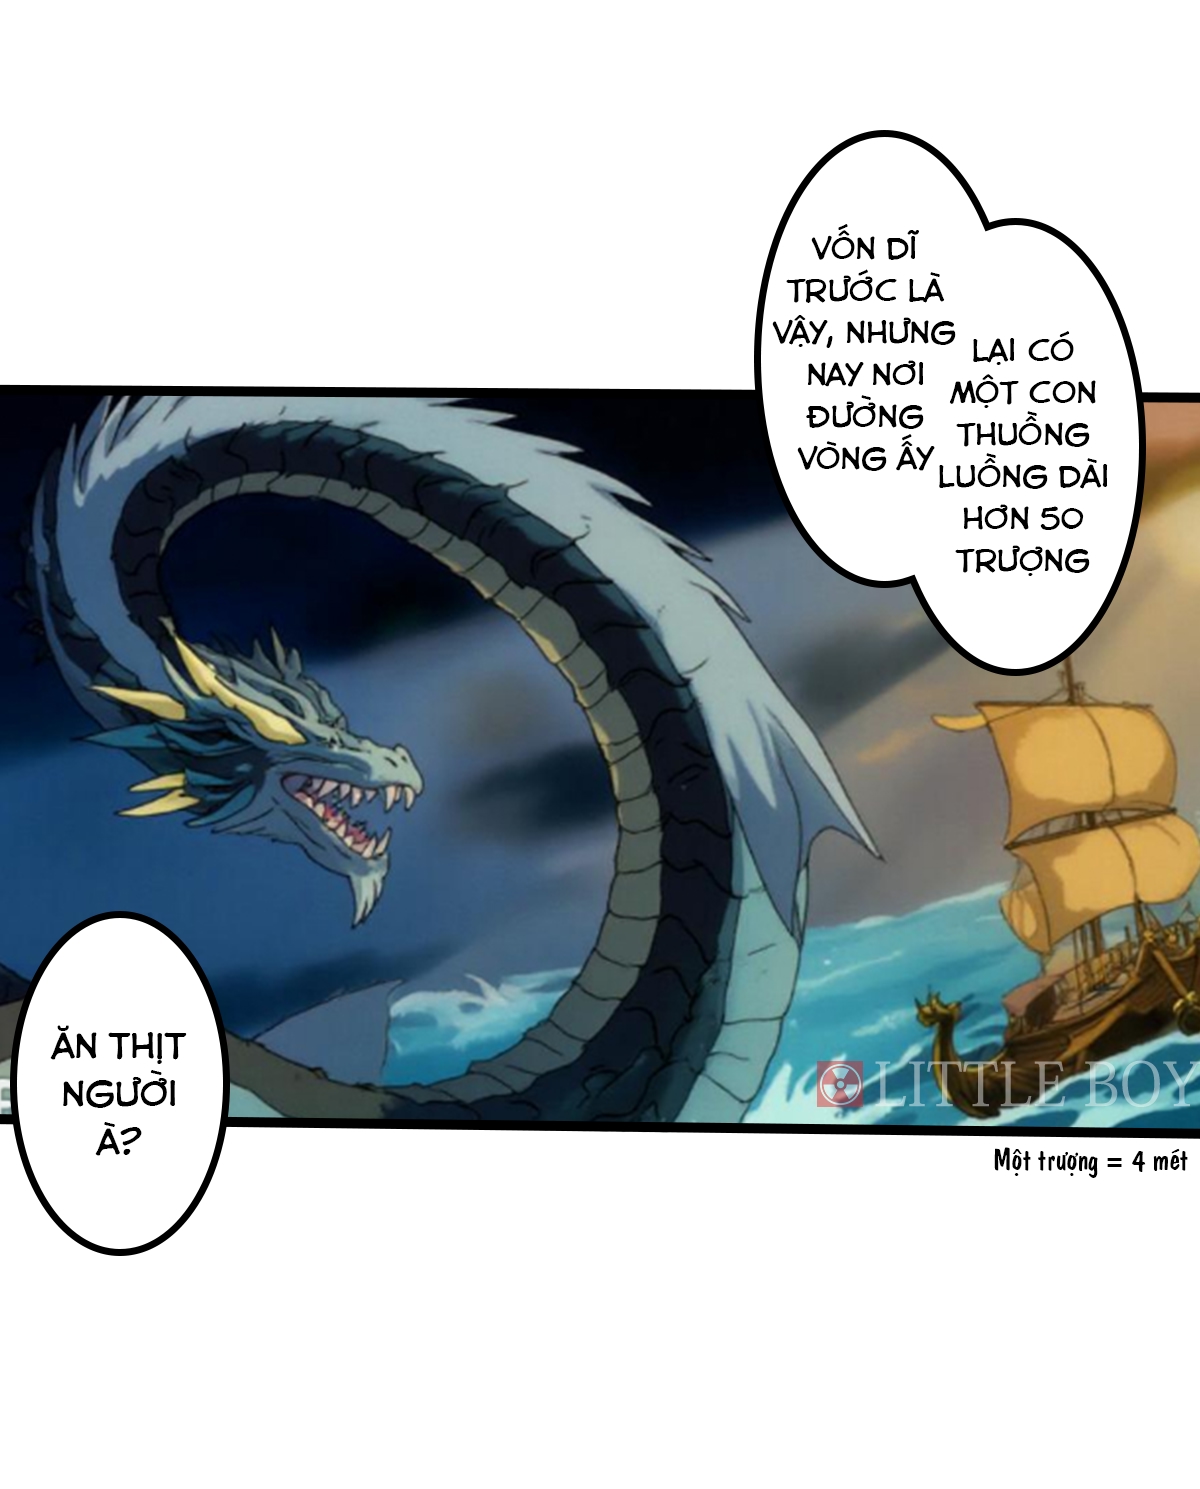 VỐN DĨ
TRƯỚC LÀ
VẬY, NHƯNG
NAY NƠI
ĐƯỜNG
VÒNG ẤY
LẠI CÓ
MỘT CON
THUỒNG
LUỒNG DÀI
HƠN 50
TRƯỢNG
ĂN THỊT
NGƯỜI
À?
LITTLE BOY
Một trượng = 4 mét